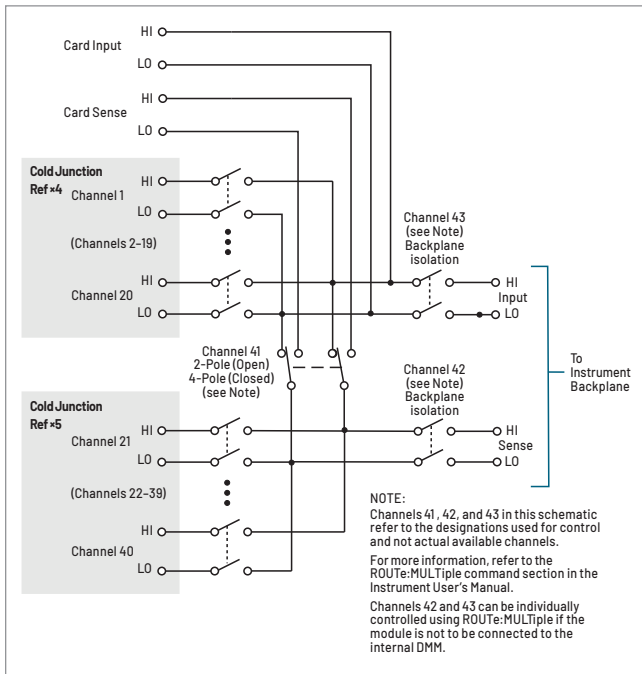 Card Input
HI
LO
Card Sense
HI
LO
Cold Junction
Ref ×4
Channel 1
HI
LO
(Channels 2–19)
Channel 20
HI
LO
Channel 43
(see Note)
Backplane
isolation
HI
Input
LO
Channel 41
2-Pole (Open)
4-Pole (Closed)
(see Note)
Channel 42
(see Note)
Backplane
isolation
To
Instrument
Backplane
Cold Junction
Ref ×5
Channel 21
HI
LO
HI
Sense
LO
(Channels 22–39)
Channel 40
HI
LO
NOTE:
Channels 41 , 42, and 43 in this schematic
refer to the designations used for control
and not actual available channels.
For more information, refer to the
ROUTe:MULTiple command section in the
Instrument User's Manual.
Channels 42 and 43 can be individually
controlled using ROUTe:MULTiple if the
module is not to be connected to the
internal DMM.